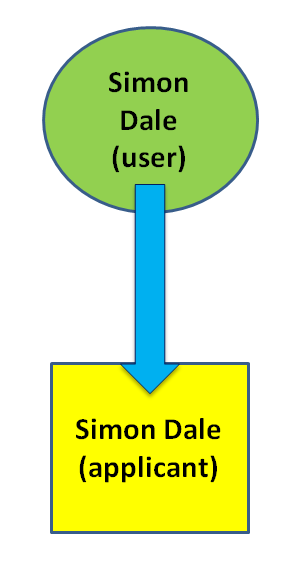 Simon
Dale
(user)
Simon Dale
(applicant)